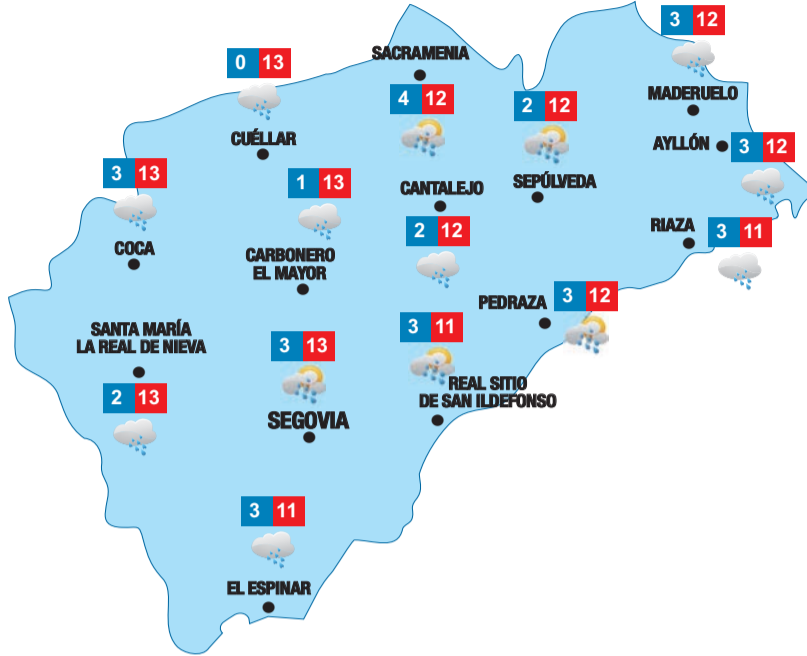 3 12
MADERUELO
SACRAMENIA
4 12
0 13
CUÉLLAR
2 12
SEPÚLVEDA
AYLLÓN
3 12
3 13
COCA
1 13
CARBONERO
EL MAYOR
CANTALEJO
2 12
RIAZA
3 11
PEDRAZA
3 12
SANTA MARÍA
LA REAL DE NIEVA
2 13
3 13
SEGOVIA
3 11
REAL SITIO
DE SAN ILDEFONSO
3 11
EL ESPINAR